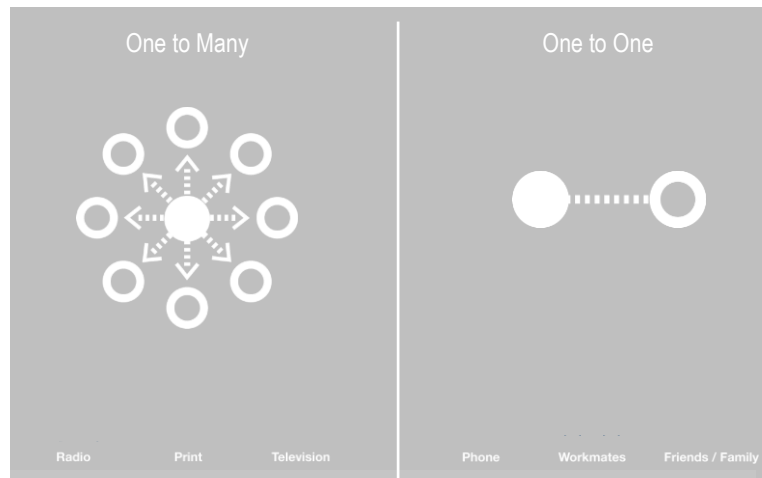 One to Many
Radio Print Television
One to One
Phone Workmates Friends / Family